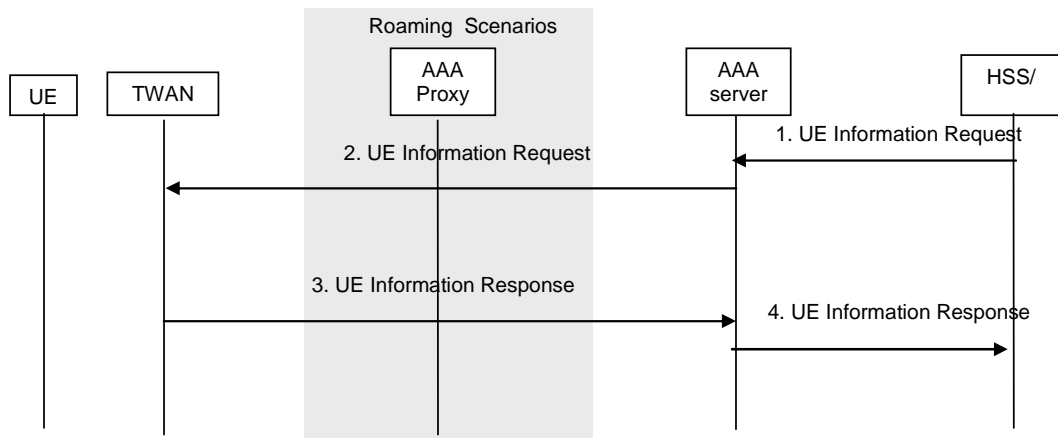 Roaming Scenarios
UE
TWAN
AAA
Proxy
AAA
server
HSS/
1. UE Information Request
2. UE Information Request
3. UE Information Response
4. UE Information Response